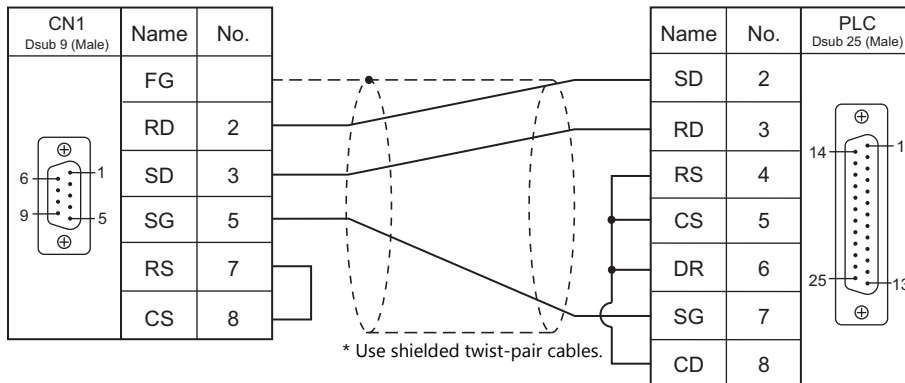 CN1
Dsub 9 (Male)
Name No.
FG
RD 2
SD 3
SG 5
RS 7
CS 8
6
1
9
5
* Use shielded twist-pair cables.
Name No.
PLC
Dsub 25 (Male)
SD 2
RD 3
RS 4
CS 5
DR 6
SG 7
CD 8
14
1
25
13